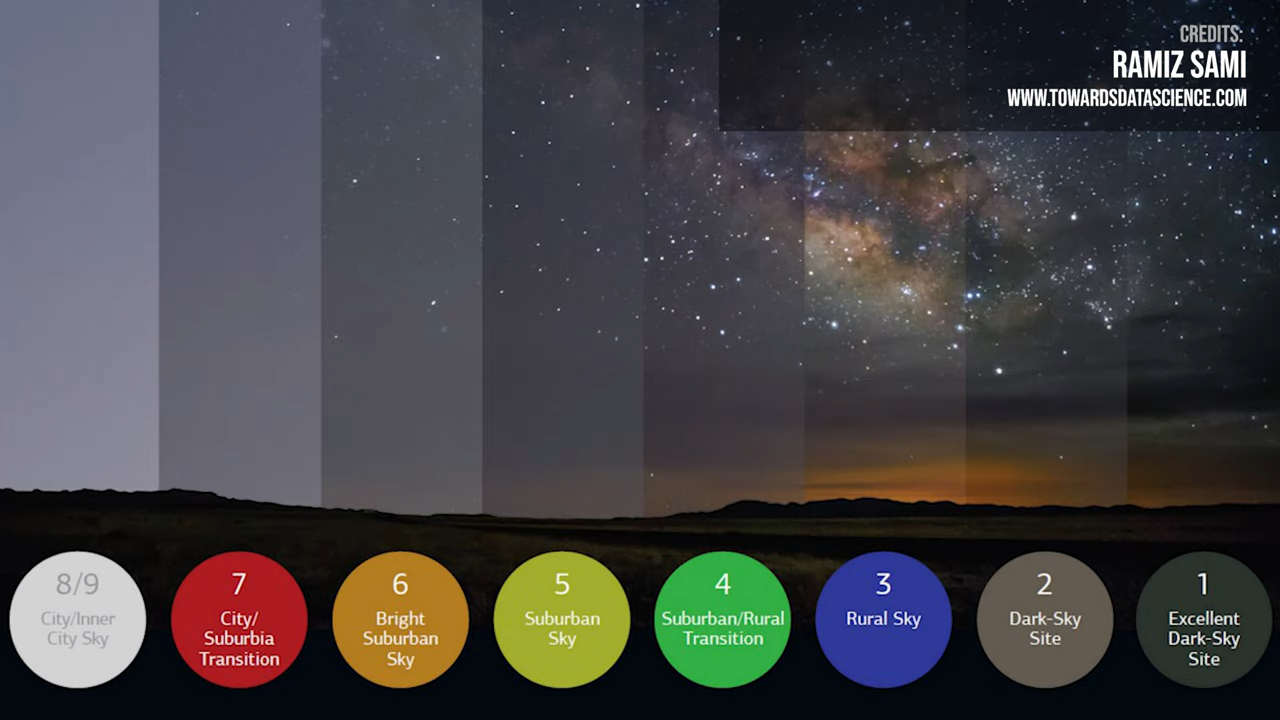 CREDITS:
RAMIZ SAMI
WWW.TOWARDSDATASCIENCE.COM
8/9
City/Inner
City Sky
7
City/
Suburbia
Transition
6
Bright
Suburban
Sky
5
Suburban
Sky
4
Suburban/Rural
Transition
3
Rural Sky
2
Dark-Sky
Site
1
Excellent
Dark-Sky
Site